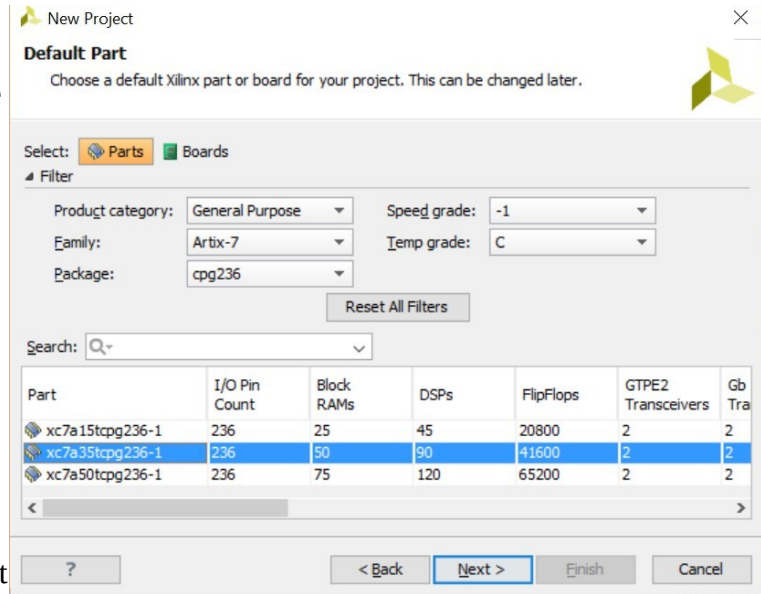 New Project
Default Part
Choose a default Xilinx part or board for your project. This can be changed later.
Select: Parts Boards
Filter
Product category: General Purpose Speed grade: -1
Family: Artix-7 Temp grade: C
Package: cpg236
Reset All Filters
Search:
Part I/O Pin Count Block RAMs DSPs FlipFlops GTPE2 Transceivers Gb Tra
xc7a15tcpg236-1 236 25 45 20800 2 2
xc7a35tcpg236-1 236 50 90 41600 2 2
xc7a50tcpg236-1 236 75 120 65200 2 2
t ? < Back Next > Finish Cancel